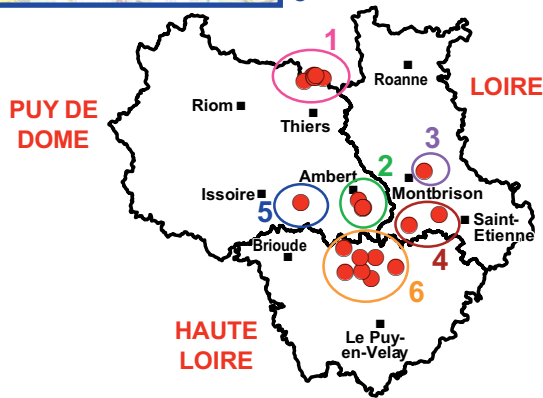 1
Roanne
LOIRE
PUY DE
DOME
Riom
Thiers
3
2
Ambert
Montbrison
Issoire
5
Saint-
Etienne
4
Brioude
6
HAUTE
LOIRE
Le Puy-
en-Velay